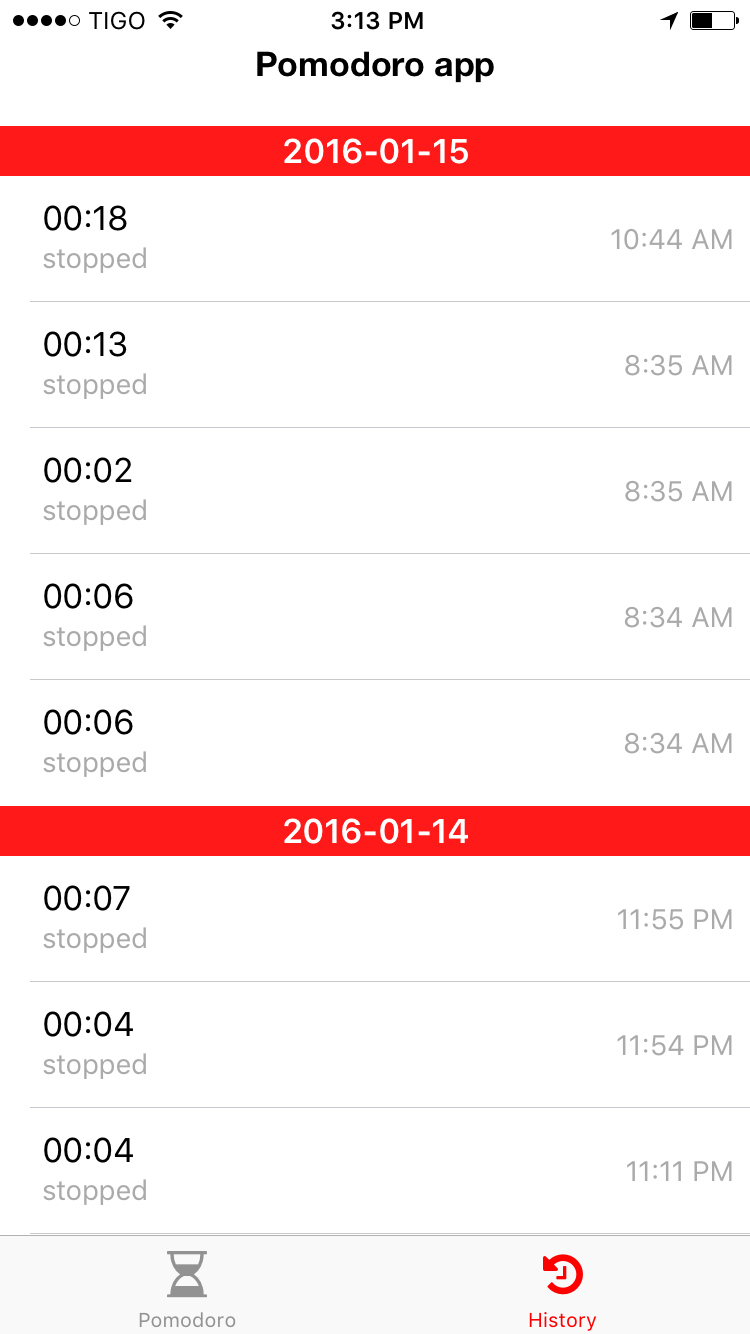 TIGO 3:13 PM
Pomodoro app
2016-01-15
00:18
stopped
10:44 AM
00:13
stopped
8:35 AM
00:02
stopped
8:35 AM
00:06
stopped
8:34 AM
00:06
stopped
8:34 AM
2016-01-14
00:07
stopped
11:55 PM
00:04
stopped
11:54 PM
00:04
stopped
11:11 PM
Pomodoro History